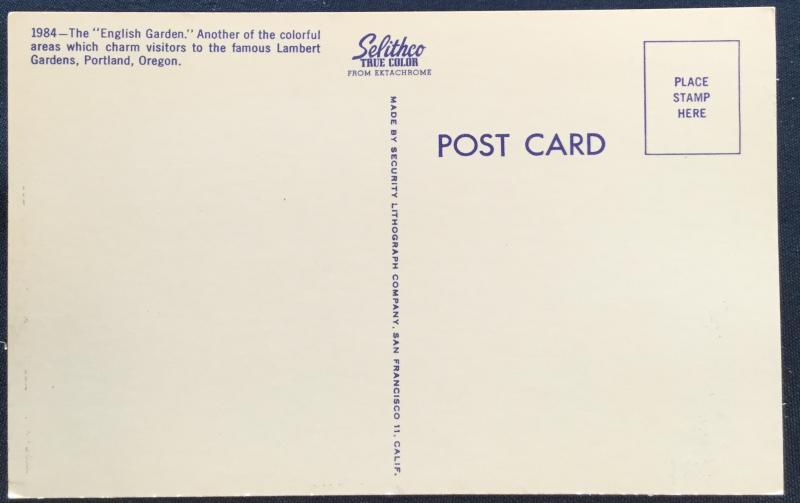 1984—The "English Garden." Another of the colorful
areas which charm visitors to the famous Lambert
Gardens, Portland, Oregon.
Selithco
TRUE COLOR
FROM EKTACHROME
MADE BY SECURITY LITHOGRAPH COMPANY, SAN FRANCISCO 11, CALIF.
POST CARD
PLACE
STAMP
HERE